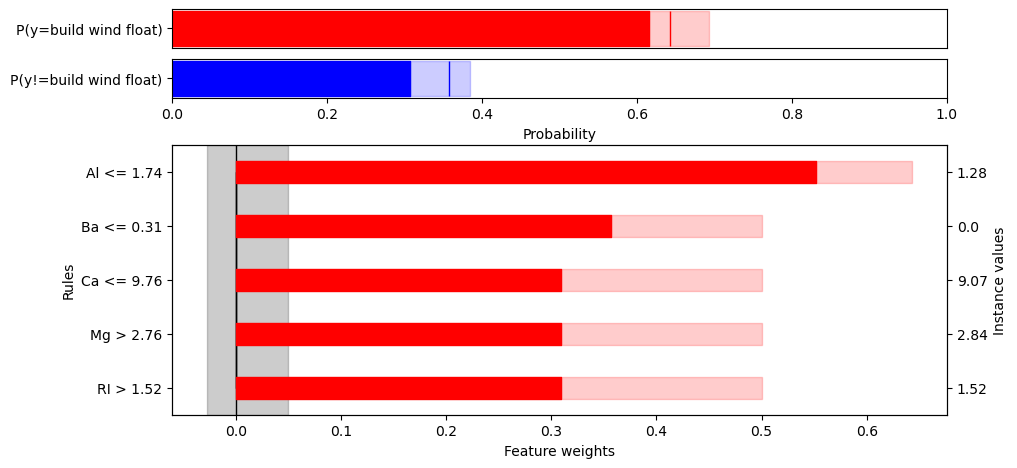 P(y=build wind float)
P(y!=build wind float)
0.0 0.2 0.4 0.6 0.8 1.0
Probability
Al <= 1.74 1.28
Ba <= 0.31 0.0
Ca <= 9.76 9.07
Mg > 2.76 2.84
RI > 1.52 1.52
Rules
Instance values
0.0 0.1 0.2 0.3 0.4 0.5 0.6
Feature weights